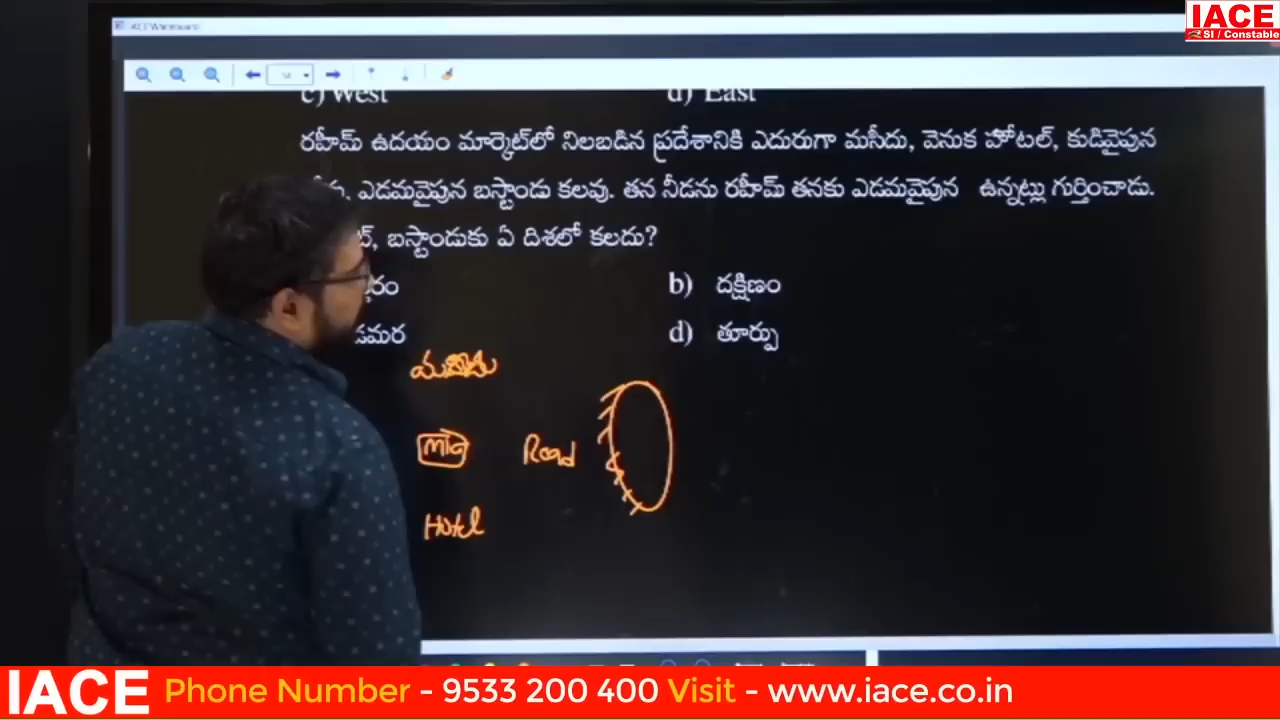 IACE
SI / Constable
c) West d) East
రహీమ్ ఉదయం మార్కెట్‌లో నిలబడిన ప్రదేశానికి ఎదురుగా మసీదు, వెనుక హోటల్, కుడివైపున
ఎడమవైపున బస్టాండు కలవు. తన నీడను రహీమ్ తనకు ఎడమవైపున ఉన్నట్లు గుర్తించాడు.
బస్టాండుకు ఏ దిశలో కలదు?
b) దక్షిణం
d) తూర్పు
Road
Hotel
IACE Phone Number - 9533 200 400 Visit - www.iace.co.in